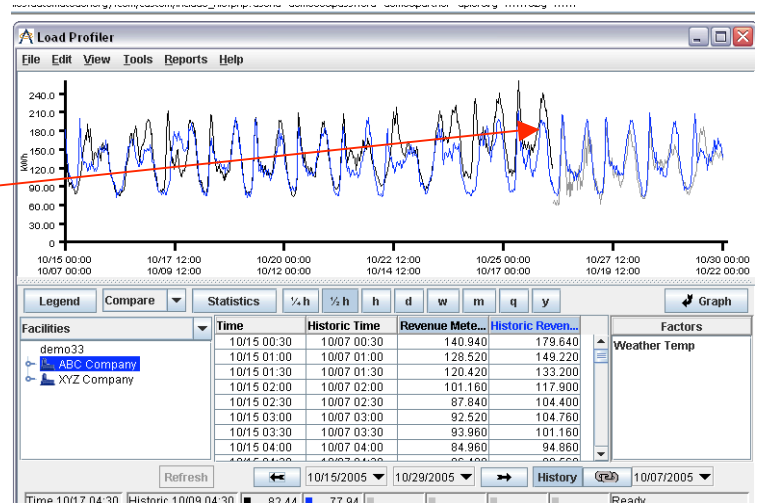 Load Profiler
File Edit View Tools Reports Help
240.0
210.0
180.0
150.0
120.0
90.00
60.00
30.00
0
kWh
10/15 00:00 10/17 12:00 10/20 00:00 10/22 12:00 10/25 00:00 10/27 12:00 10/30 00:00
10/07 00:00 10/09 12:00 10/12 00:00 10/14 12:00 10/17 00:00 10/19 12:00 10/22 00:00
Legend Compare Statistics ¼ h ½ h h d w m q y Graph
Facilities Time Historic Time Revenue Mete... Historic Reven... Factors
demo33
ABC Company
XYZ Company
10/15 00:30 10/07 00:30 140.940 179.640
10/15 01:00 10/07 01:00 128.520 149.220
10/15 01:30 10/07 01:30 120.420 133.200
10/15 02:00 10/07 02:00 101.160 117.900
10/15 02:30 10/07 02:30 87.840 104.400
10/15 03:00 10/07 03:00 92.520 104.760
10/15 03:30 10/07 03:30 93.960 101.160
10/15 04:00 10/07 04:00 84.960 94.860
Weather Temp
Refresh 10/15/2005 10/29/2005 History 10/07/2005
Time 10/17 04:30 Historic 10/09 04:30 82.44 77.94 Ready